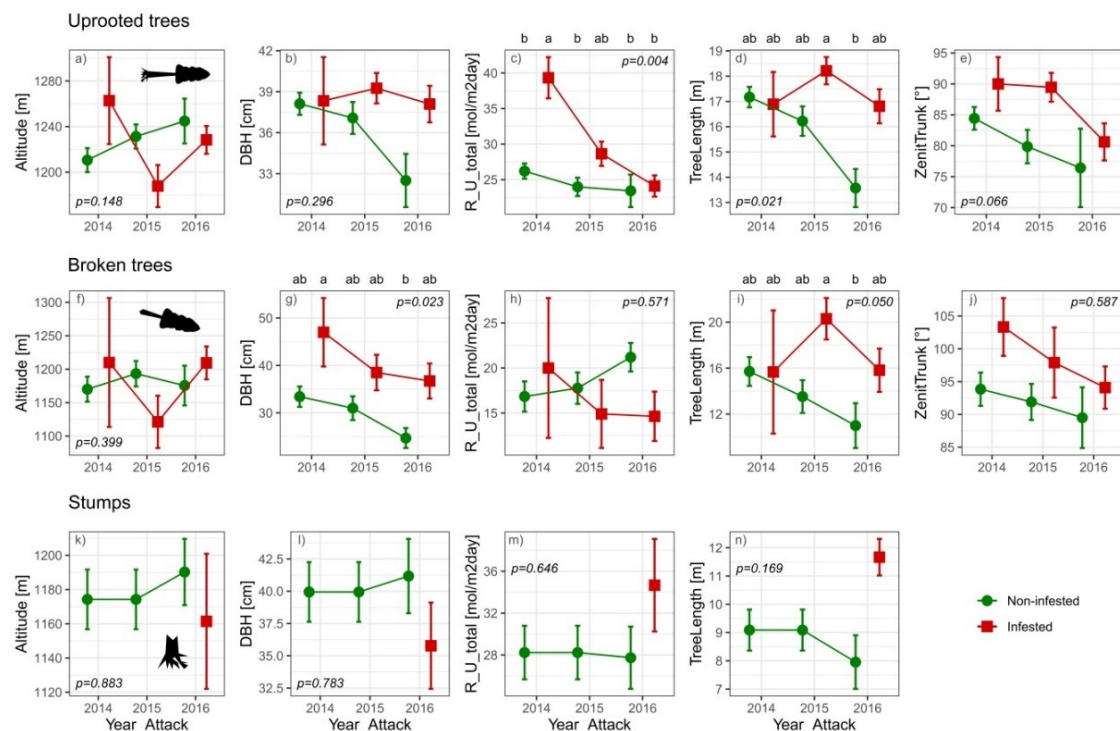 Uprooted trees
b a b ab b b
ab ab ab a b ab
a)
b)
c)
p=0.004
d)
e)
Altitude [m]
1280
1240
1200
p=0.148
2014 2015 2016
DBH [cm]
42
39
36
33
p=0.296
2014 2015 2016
R_U_total [mol/m2day]
40
35
30
25
2014 2015 2016
TreeLength [m]
19
18
17
16
15
14
13
p=0.021
2014 2015 2016
ZenitTrunk [°]
95
90
85
80
75
70
p=0.066
2014 2015 2016
Broken trees
ab a ab ab b ab
ab ab ab a b ab
f)
g)
p=0.023
h)
p=0.571
i)
p=0.050
j)
p=0.587
Altitude [m]
1300
1250
1200
1150
1100
p=0.399
2014 2015 2016
DBH [cm]
50
40
30
2014 2015 2016
R_U_total [mol/m2day]
25
20
15
2014 2015 2016
TreeLength [m]
20
16
12
2014 2015 2016
ZenitTrunk [°]
105
100
95
90
85
2014 2015 2016
Stumps
k)
l)
m)
n)
Altitude [m]
1200
1180
1160
1140
1120
p=0.883
2014 2015 2016
Year Attack
DBH [cm]
42.5
40.0
37.5
35.0
32.5
p=0.783
2014 2015 2016
Year Attack
R_U_total [mol/m2day]
36
32
28
p=0.646
2014 2015 2016
Year Attack
TreeLength [m]
12
11
10
9
8
7
p=0.169
2014 2015 2016
Year Attack
Non-infested
Infested